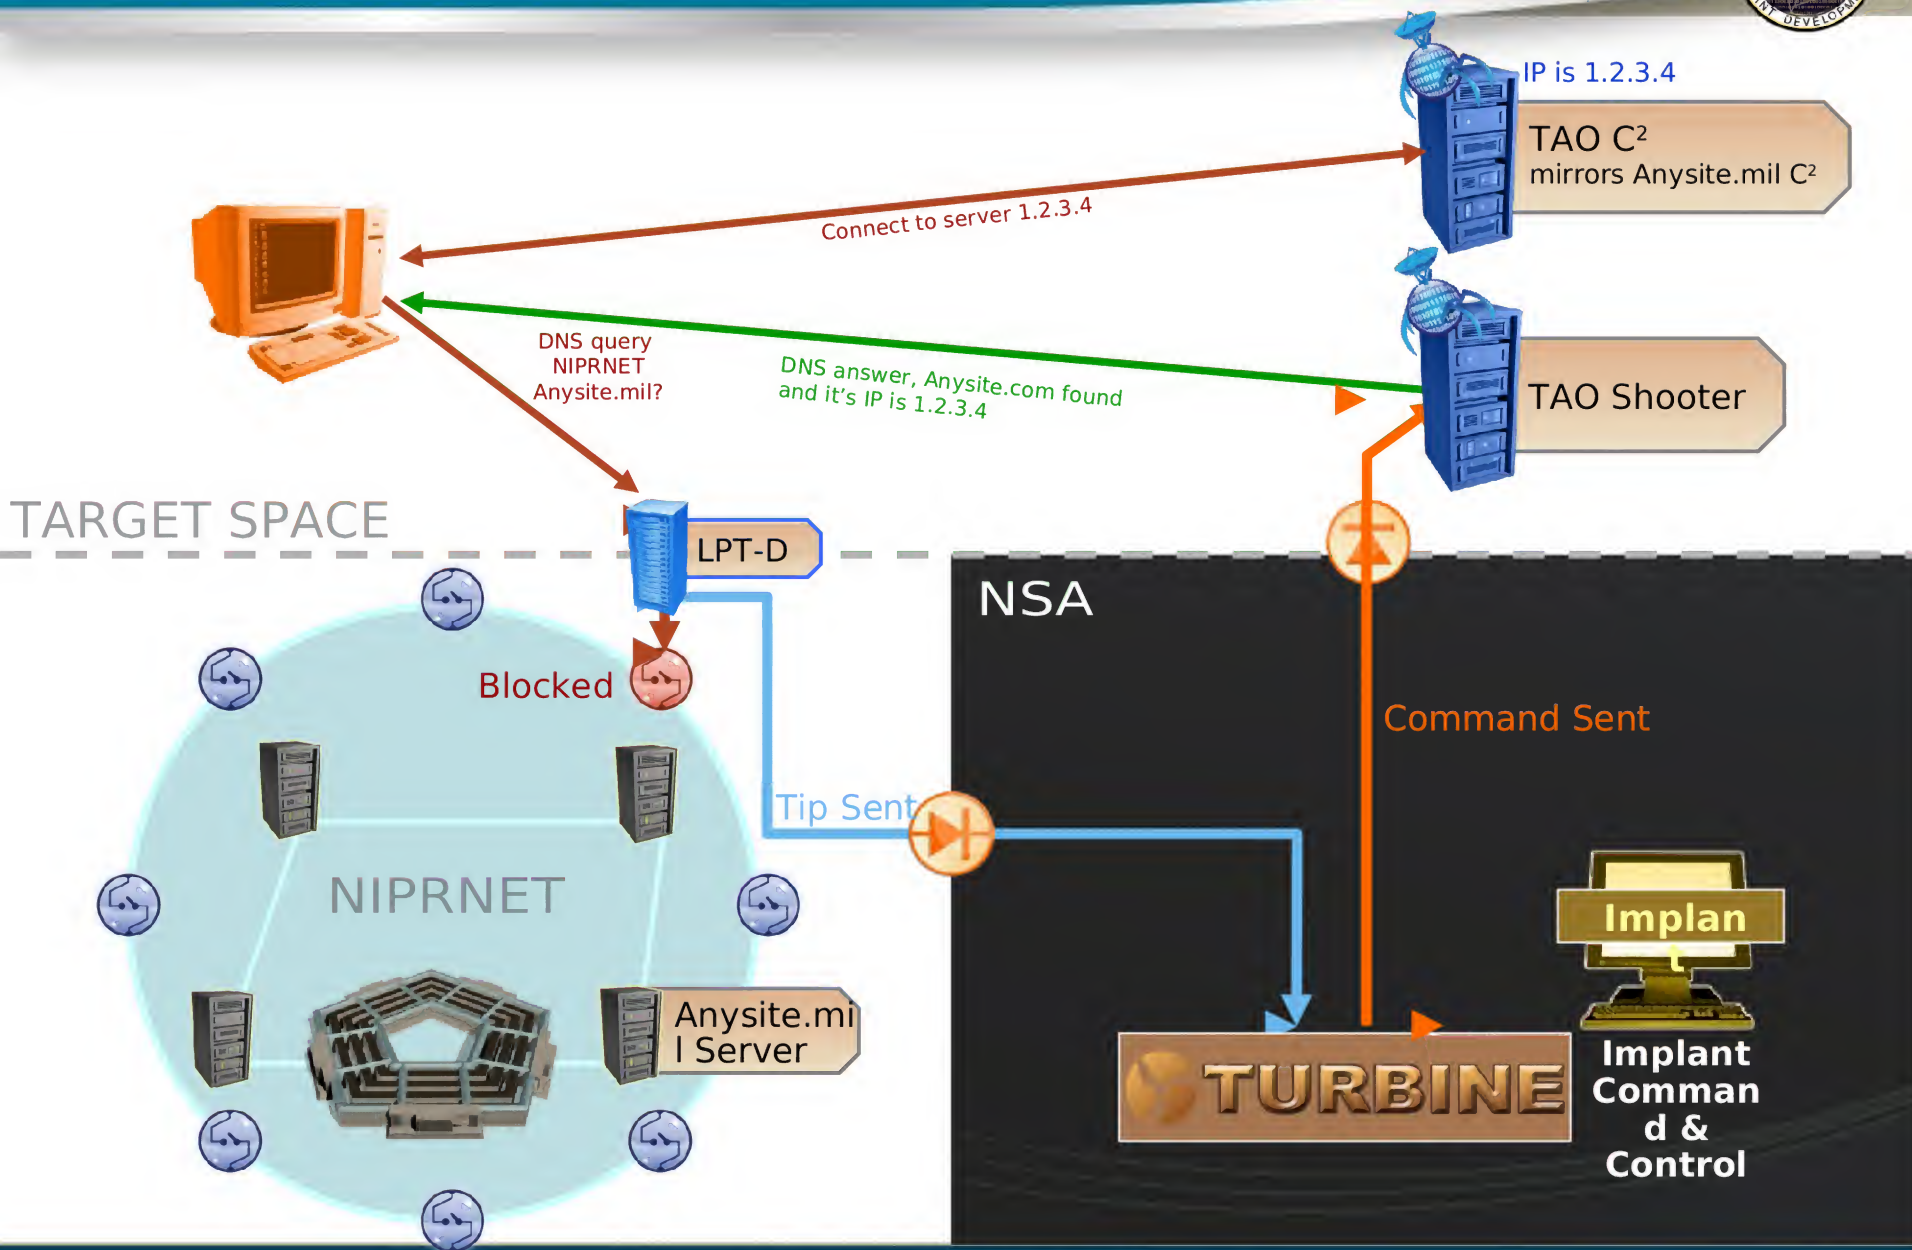 INT DEVELOPM
IP is 1.2.3.4
TAO C²
mirrors Anysite.mil C²
Connect to server 1.2.3.4
DNS query
NIPRNET
Anysite.mil?
DNS answer, Anysite.com found
and it’s IP is 1.2.3.4
TAO Shooter
TARGET SPACE
LPT-D
NSA
Blocked
Command Sent
Tip Sent
NIPRNET
Implan
t
Anysite.mi
l Server
TURBINE
Implant
Comman
d &
Control